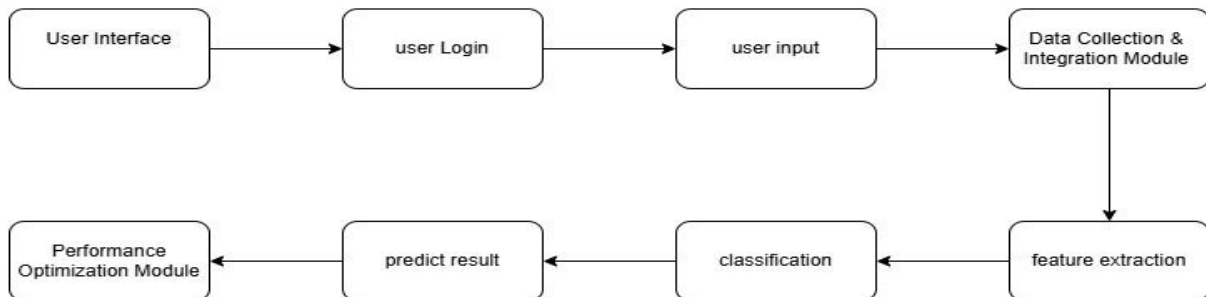 User Interface
user Login
user input
Data Collection &
Integration Module
feature extraction
classification
predict result
Performance
Optimization Module